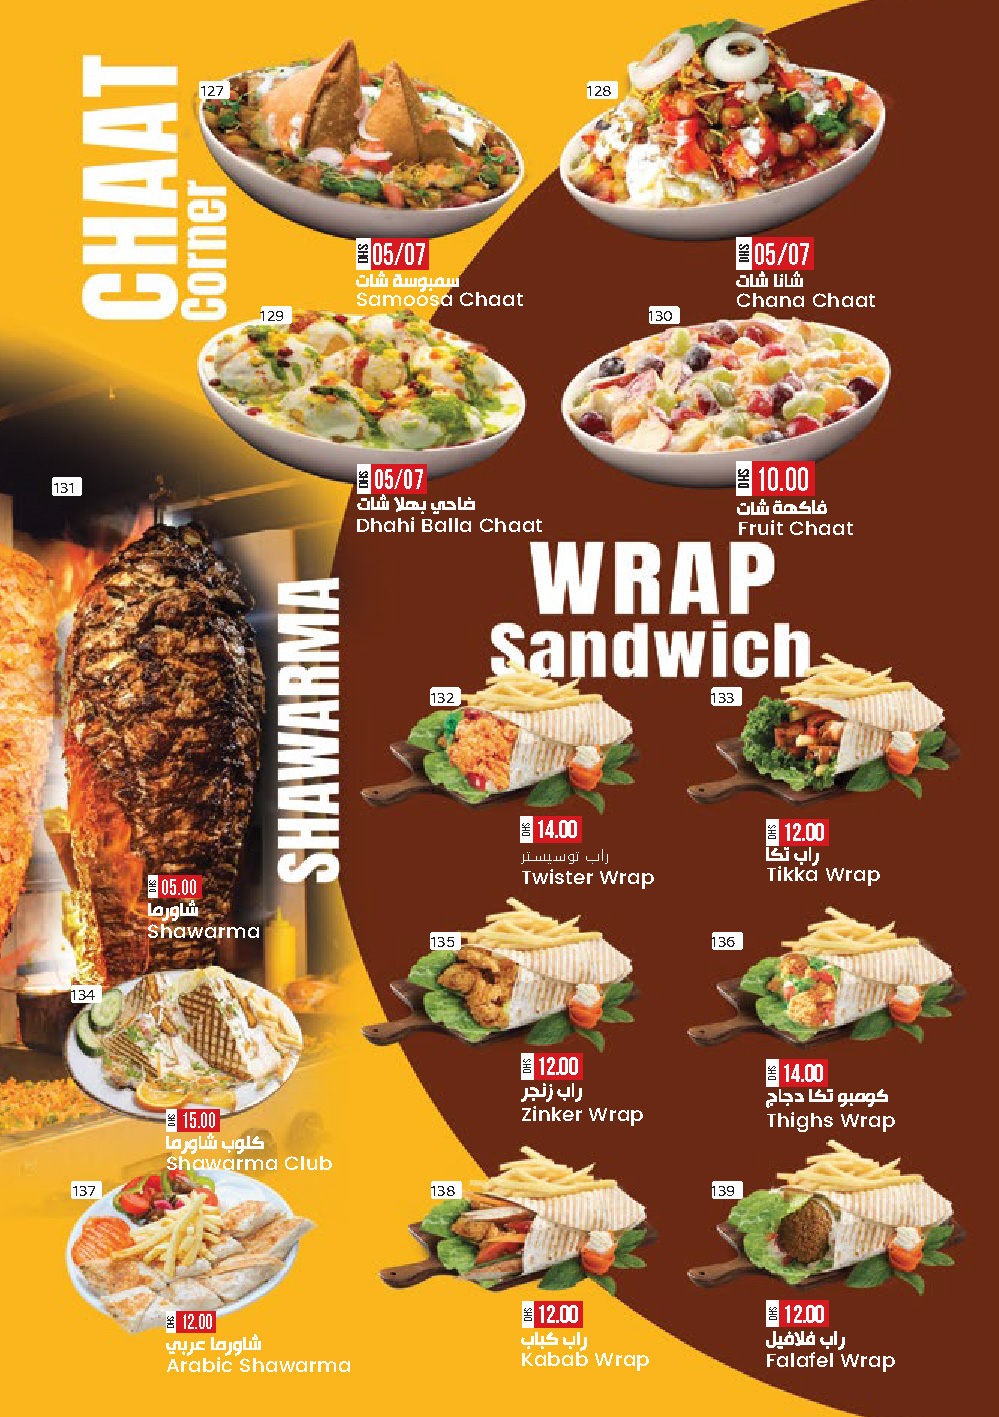 CHAAT
Corner
127
DHS 05/07
سمبوسة شات
Samoosa Chaat
128
DHS 05/07
شانا شات
Chana Chaat
129
DHS 05/07
ضاحي بهلا شات
Dhahi Balla Chaat
130
DHS 10.00
فاكهة شات
Fruit Chaat
SHAWARMA
131
DHS 05.00
شاورما
Shawarma
134
DHS 15.00
كلوب شاورما
Shawarma Club
137
DHS 12.00
شاورما عربي
Arabic Shawarma
WRAP
Sandwich
132
DHS 14.00
راب توسيستر
Twister Wrap
133
DHS 12.00
راب تكا
Tikka Wrap
135
DHS 12.00
راب زنجر
Zinker Wrap
136
DHS 14.00
كومبو تكا دجاج
Thighs Wrap
138
DHS 12.00
راب كباب
Kabab Wrap
139
DHS 12.00
راب فلافيل
Falafel Wrap